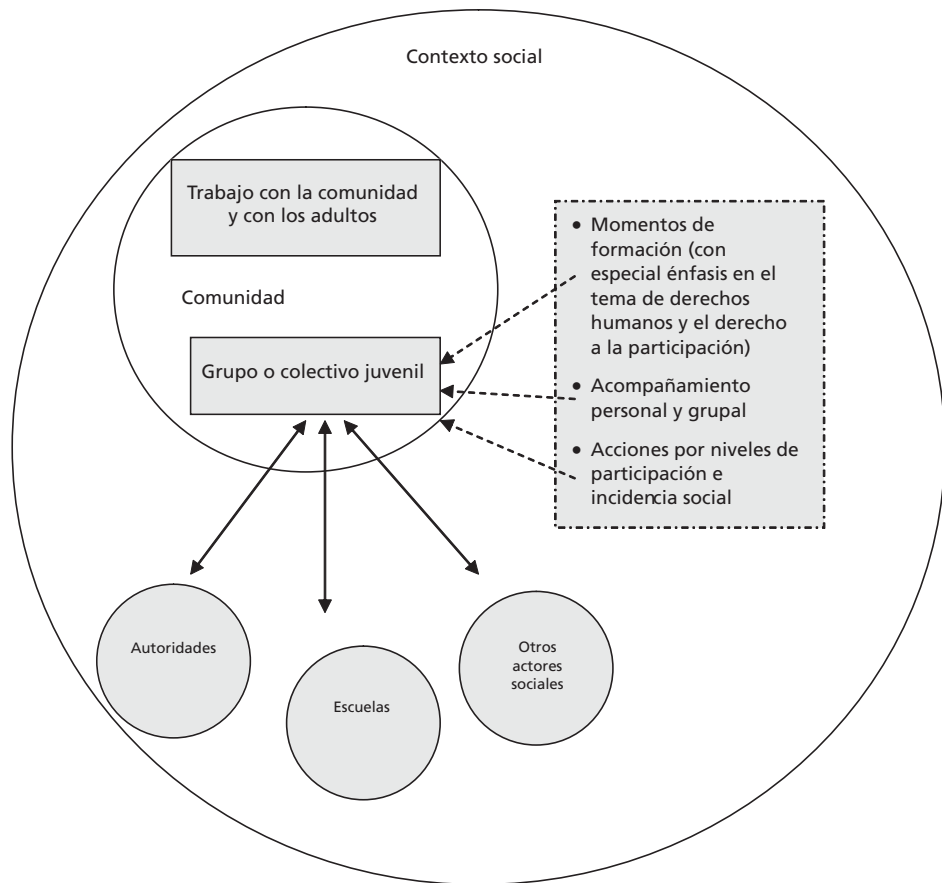 Contexto social
Trabajo con la comunidad
y con los adultos
Comunidad
Grupo o colectivo juvenil
• Momentos de
formación (con
especial énfasis en el
tema de derechos
humanos y el derecho
a la participación)
• Acompañamiento
personal y grupal
• Acciones por niveles de
participación e
incidencia social
Autoridades
Escuelas
Otros
actores
sociales